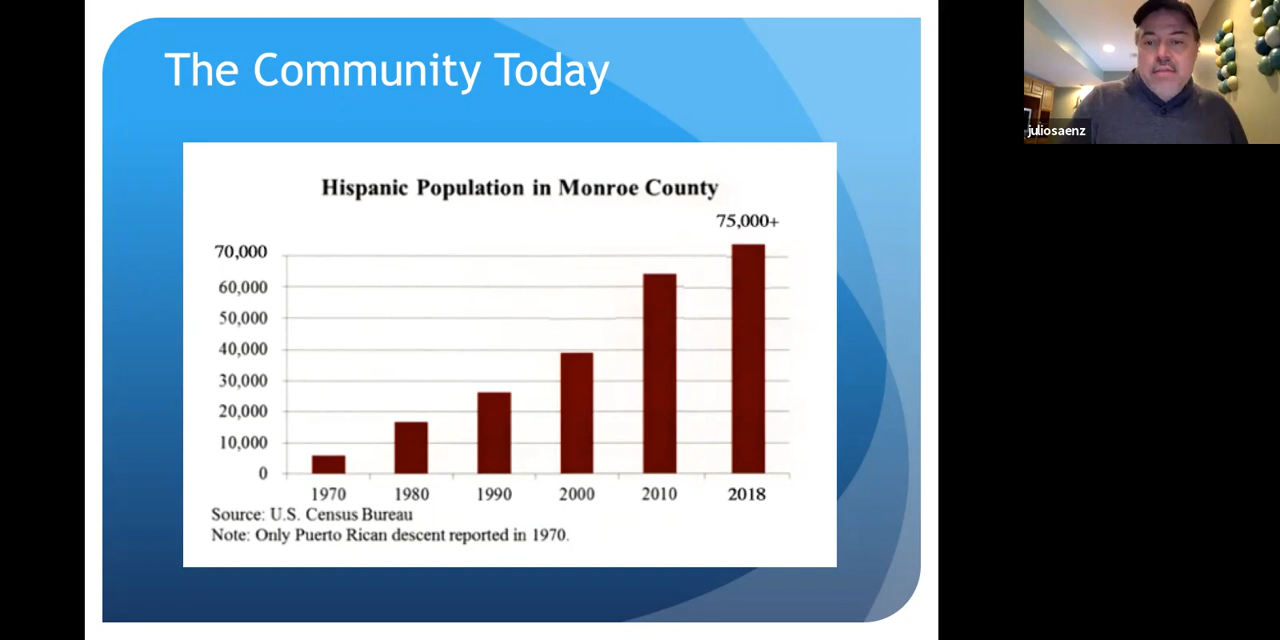 The Community Today
Hispanic Population in Monroe County
75,000+
70,000
60,000
50,000
40,000
30,000
20,000
10,000
0
1970 1980 1990 2000 2010 2018
Source: U.S. Census Bureau
Note: Only Puerto Rican descent reported in 1970.
juliosaenz